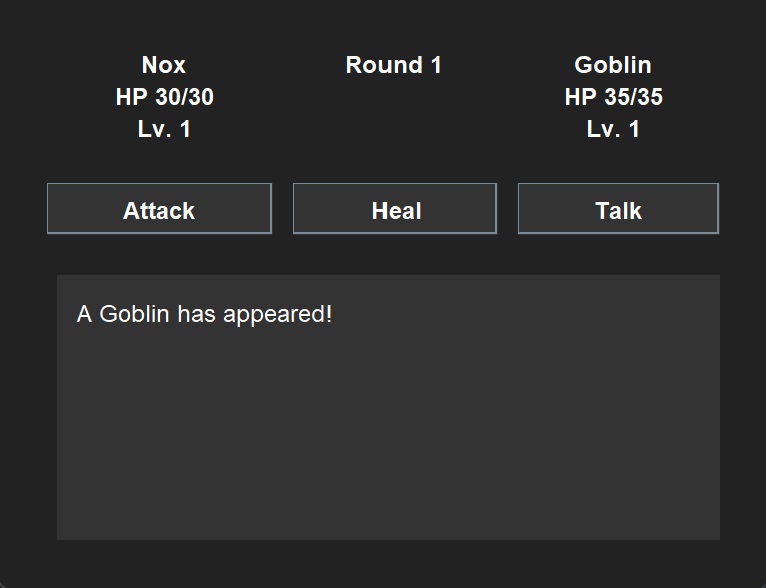 Nox
HP 30/30
Lv. 1
Round 1
Goblin
HP 35/35
Lv. 1
Attack
Heal
Talk
A Goblin has appeared!